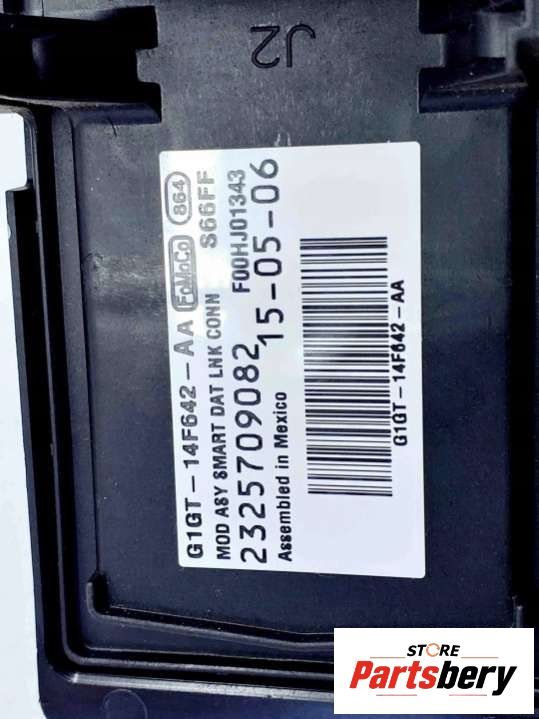 J2
G1GT-14F642-AA FoMoCo 864
MOD ASY SMART DAT LNK CONN S66FF
2325709082 F00HJ01343
Assembled in Mexico 15-05-06
G1GT-14F642-AA
STORE
Partsbery